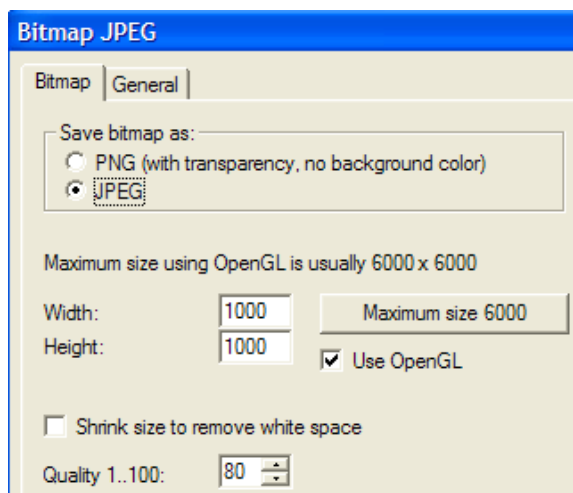 Bitmap JPEG
Bitmap General
Save bitmap as:
PNG (with transparency, no background color)
JPEG
Maximum size using OpenGL is usually 6000 x 6000
Width: 1000 Maximum size 6000
Height: 1000 Use OpenGL
Shrink size to remove white space
Quality 1..100: 80